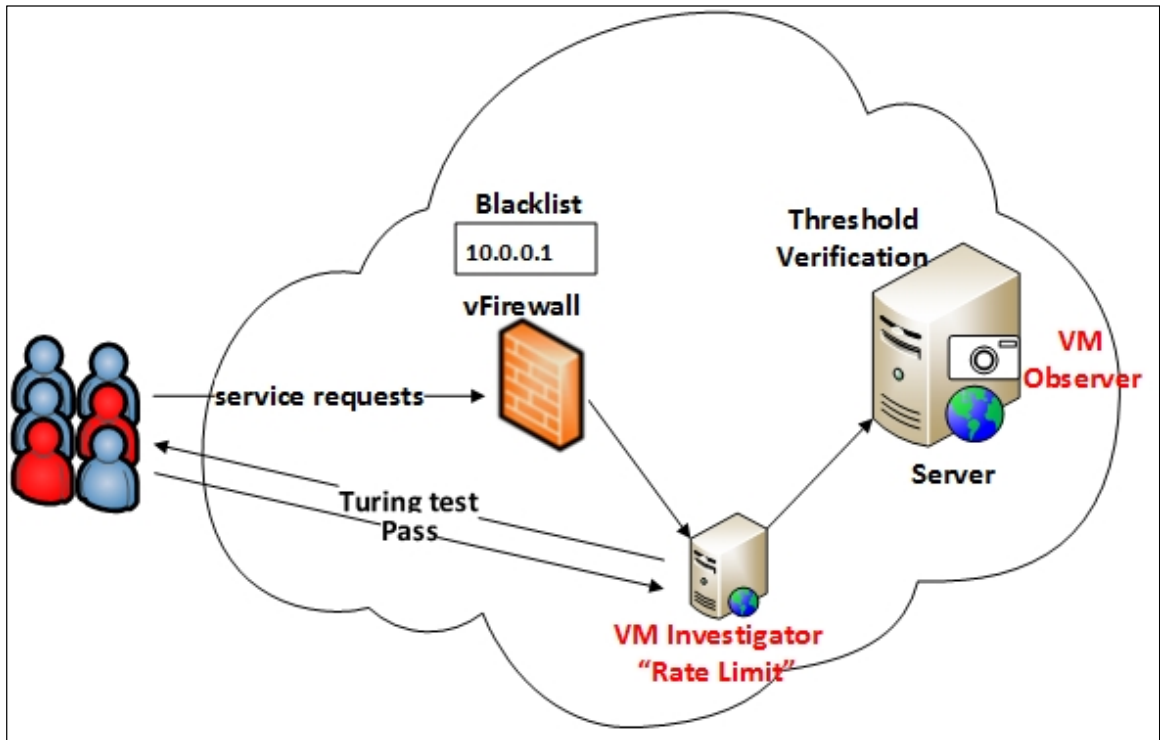 Blacklist
10.0.0.1
vFirewall
Threshold
Verification
VM
Observer
service requests
Server
Turing test
Pass
VM Investigator
“Rate Limit”